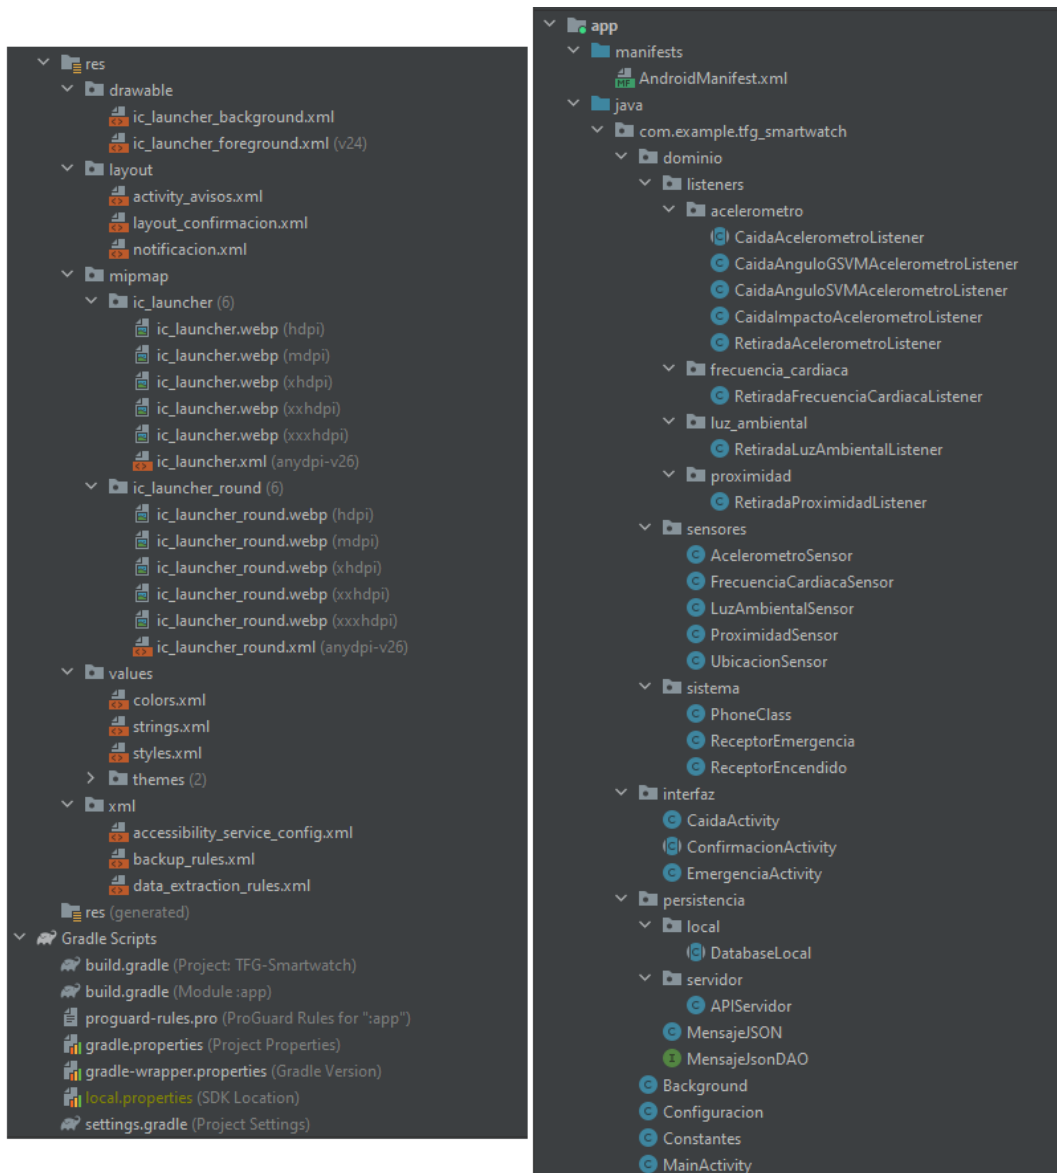 res
drawable
ic_launcher_background.xml
ic_launcher_foreground.xml (v24)
layout
activity_avisos.xml
layout_confirmacion.xml
notificacion.xml
mipmap
ic_launcher (6)
ic_launcher.webp (hdpi)
ic_launcher.webp (mdpi)
ic_launcher.webp (xhdpi)
ic_launcher.webp (xxhdpi)
ic_launcher.webp (xxxhdpi)
ic_launcher.xml (anydpi-v26)
ic_launcher_round (6)
ic_launcher_round.webp (hdpi)
ic_launcher_round.webp (mdpi)
ic_launcher_round.webp (xhdpi)
ic_launcher_round.webp (xxhdpi)
ic_launcher_round.webp (xxxhdpi)
ic_launcher_round.xml (anydpi-v26)
values
colors.xml
strings.xml
styles.xml
themes (2)
xml
accessibility_service_config.xml
backup_rules.xml
data_extraction_rules.xml
res (generated)
Gradle Scripts
build.gradle (Project: TFG-Smartwatch)
build.gradle (Module :app)
proguard-rules.pro (ProGuard Rules for ":app")
gradle.properties (Project Properties)
gradle-wrapper.properties (Gradle Version)
local.properties (SDK Location)
settings.gradle (Project Settings)
app
manifests
MF AndroidManifest.xml
java
com.example.tfg_smartwatch
dominio
listeners
acelerometro
C CaidaAcelerometroListener
C CaidaAnguloGSVMAcelerometroListener
C CaidaAnguloSVMAcelerometroListener
C CaidaImpactoAcelerometroListener
C RetiradaAcelerometroListener
frecuencia_cardiaca
C RetiradaFrecuenciaCardiacaListener
luz_ambiental
C RetiradaLuzAmbientalListener
proximidad
C RetiradaProximidadListener
sensores
C AcelerometroSensor
C FrecuenciaCardiacaSensor
C LuzAmbientalSensor
C ProximidadSensor
C UbicacionSensor
sistema
C PhoneClass
C ReceptorEmergencia
C ReceptorEncendido
interfaz
C CaidaActivity
C ConfirmacionActivity
C EmergenciaActivity
persistencia
local
C DatabaseLocal
servidor
C APIServidor
C MensajeJSON
I MensajeJsonDAO
C Background
C Configuracion
C Constantes
C MainActivity